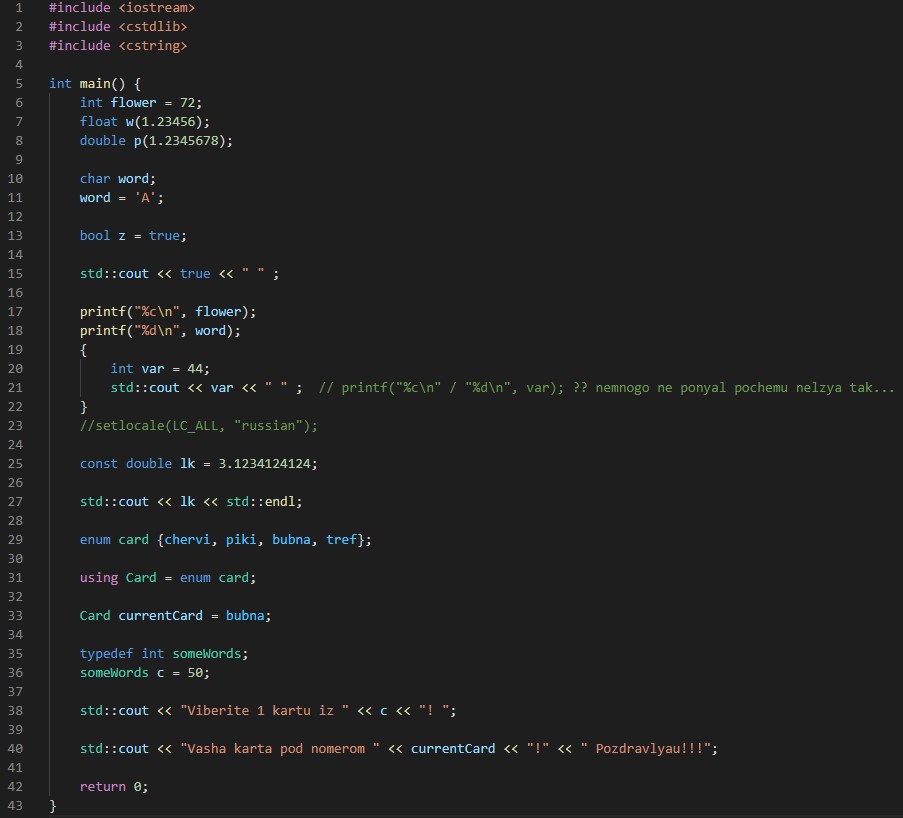 1 #include <iostream>
2 #include <cstdlib>
3 #include <cstring>
4
5 int main() {
6     int flower = 72;
7     float w(1.23456);
8     double p(1.2345678);
9
10     char word;
11     word = 'A';
12
13     bool z = true;
14
15     std::cout << true << " " ;
16
17     printf("%c\n", flower);
18     printf("%d\n", word);
19     {
20         int var = 44;
21         std::cout << var << " " ;  // printf("%c\n" / "%d\n", var); ?? nemnogo ne ponyal pochemu nelzya tak...
22     }
23     //setlocale(LC_ALL, "russian");
24
25     const double lk = 3.1234124124;
26
27     std::cout << lk << std::endl;
28
29     enum card {chervi, piki, bubna, tref};
30
31     using Card = enum card;
32
33     Card currentCard = bubna;
34
35     typedef int someWords;
36     someWords c = 50;
37
38     std::cout << "Viberite 1 kartu iz " << c << "! ";
39
40     std::cout << "Vasha karta pod nomerom " << currentCard << "!" << " Pozdravlyau!!!";
41
42     return 0;
43 }